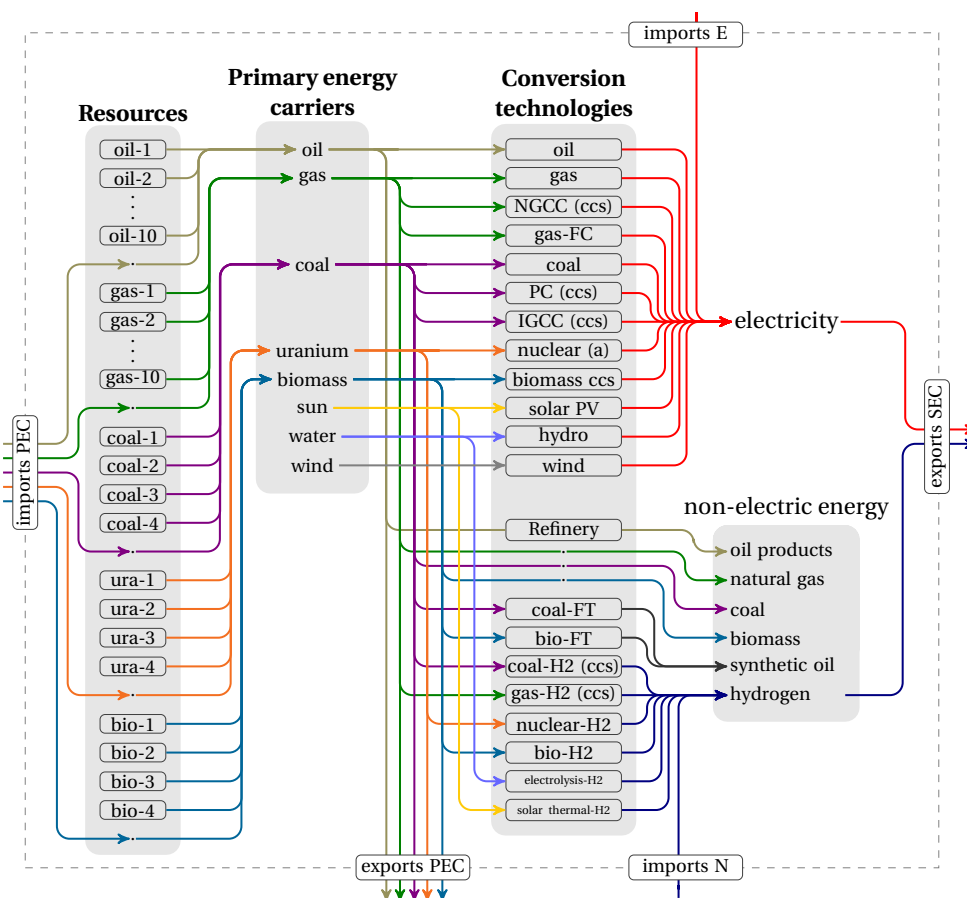 imports E
Primary energy
carriers
Conversion
technologies
Resources
oil-1
oil-2
oil-10
gas-1
gas-2
gas-10
coal-1
coal-2
coal-3
coal-4
ura-1
ura-2
ura-3
ura-4
bio-1
bio-2
bio-3
bio-4
imports PEC
oil
gas
coal
uranium
biomass
sun
water
wind
oil
gas
NGCC (ccs)
gas-FC
coal
PC (ccs)
IGCC (ccs)
nuclear (a)
biomass ccs
solar PV
hydro
wind
Refinery
coal-FT
bio-FT
coal-H2 (ccs)
gas-H2 (ccs)
nuclear-H2
bio-H2
electrolysis-H2
solar thermal-H2
electricity
exports SEC
non-electric energy
oil products
natural gas
coal
biomass
synthetic oil
hydrogen
exports PEC
imports N